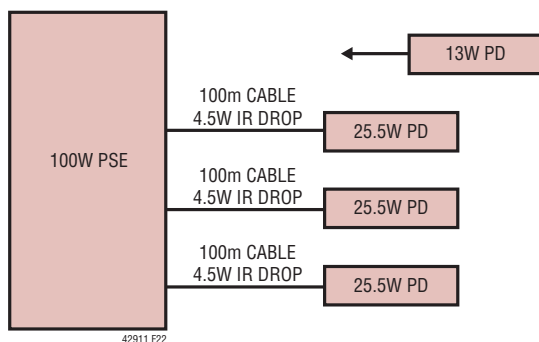 13W PD
100m CABLE
4.5W IR DROP
25.5W PD
100W PSE
100m CABLE
4.5W IR DROP
25.5W PD
100m CABLE
4.5W IR DROP
25.5W PD
42911 F22